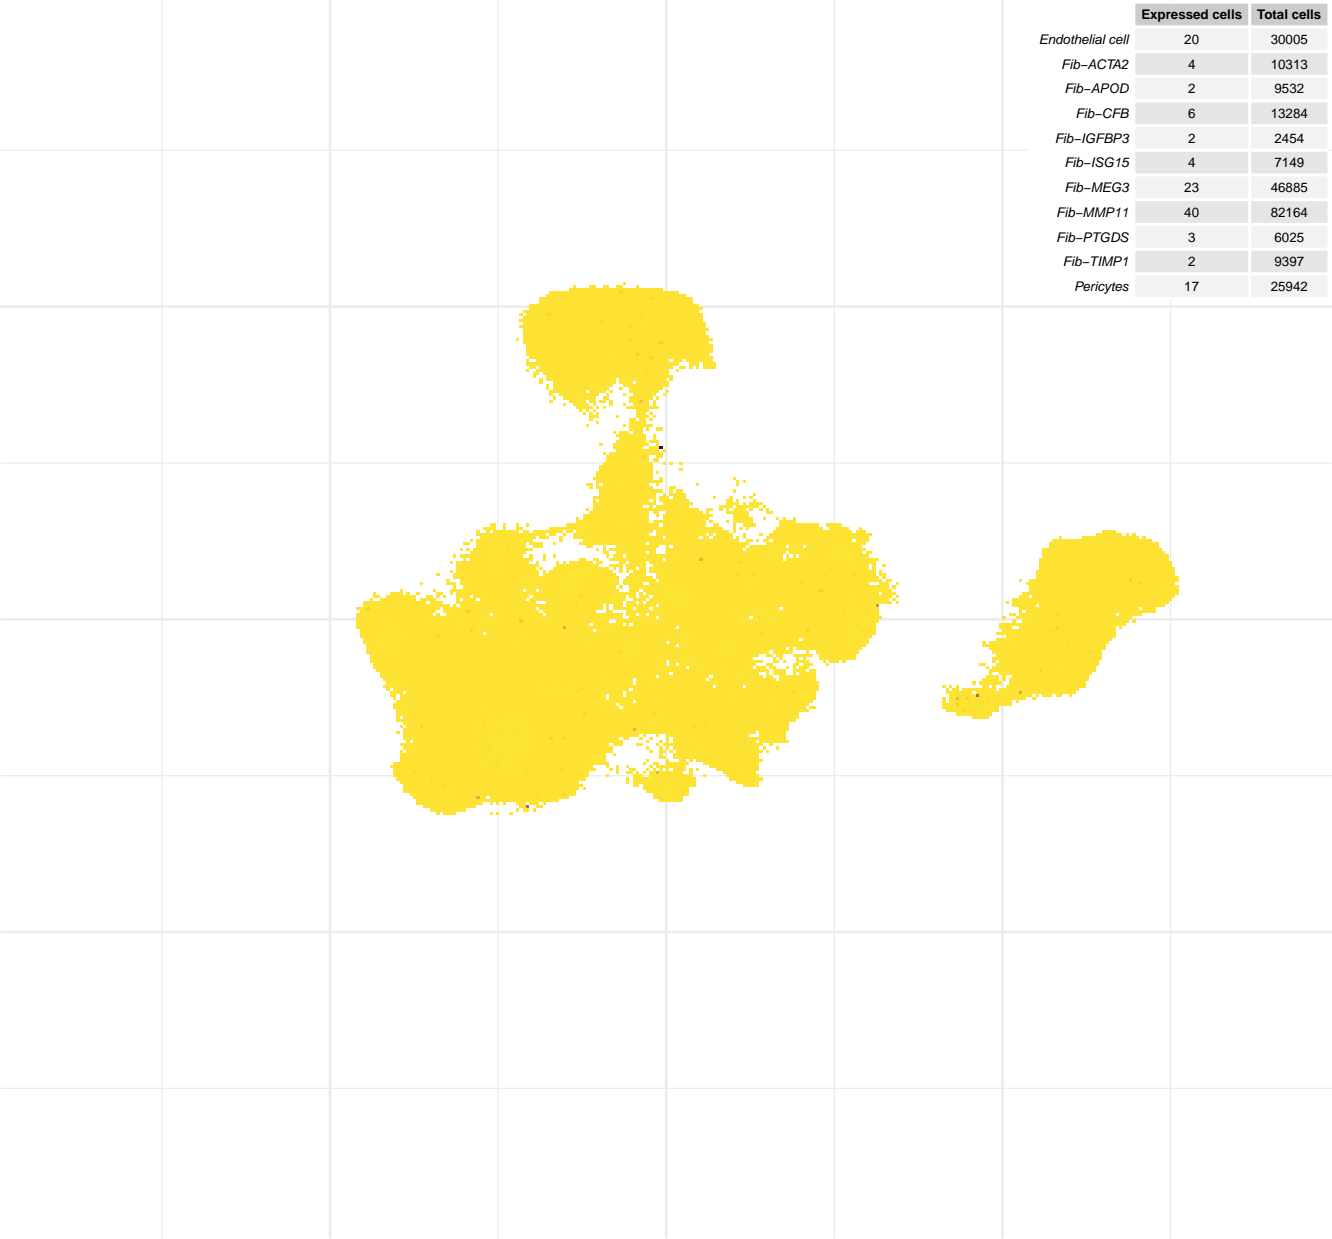 Expressed cells Total cells
Endothelial cell 20 30005
Fib−ACTA2 4 10313
Fib−APOD 2 9532
Fib−CFB 6 13284
Fib−IGFBP3 2 2454
Fib−ISG15 4 7149
Fib−MEG3 23 46885
Fib−MMP11 40 82164
Fib−PTGDS 3 6025
Fib−TIMP1 2 9397
Pericytes 17 25942